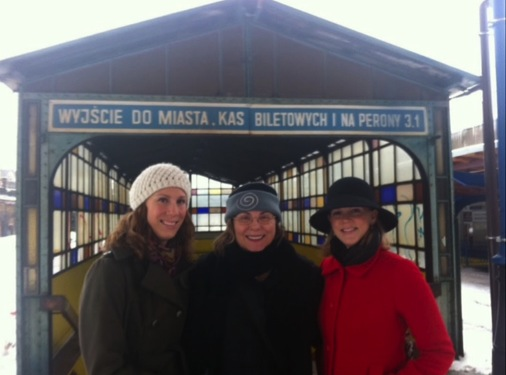 WYJŚCIE DO MIASTA, KAS BILETOWYCH I NA PERONY 3.1